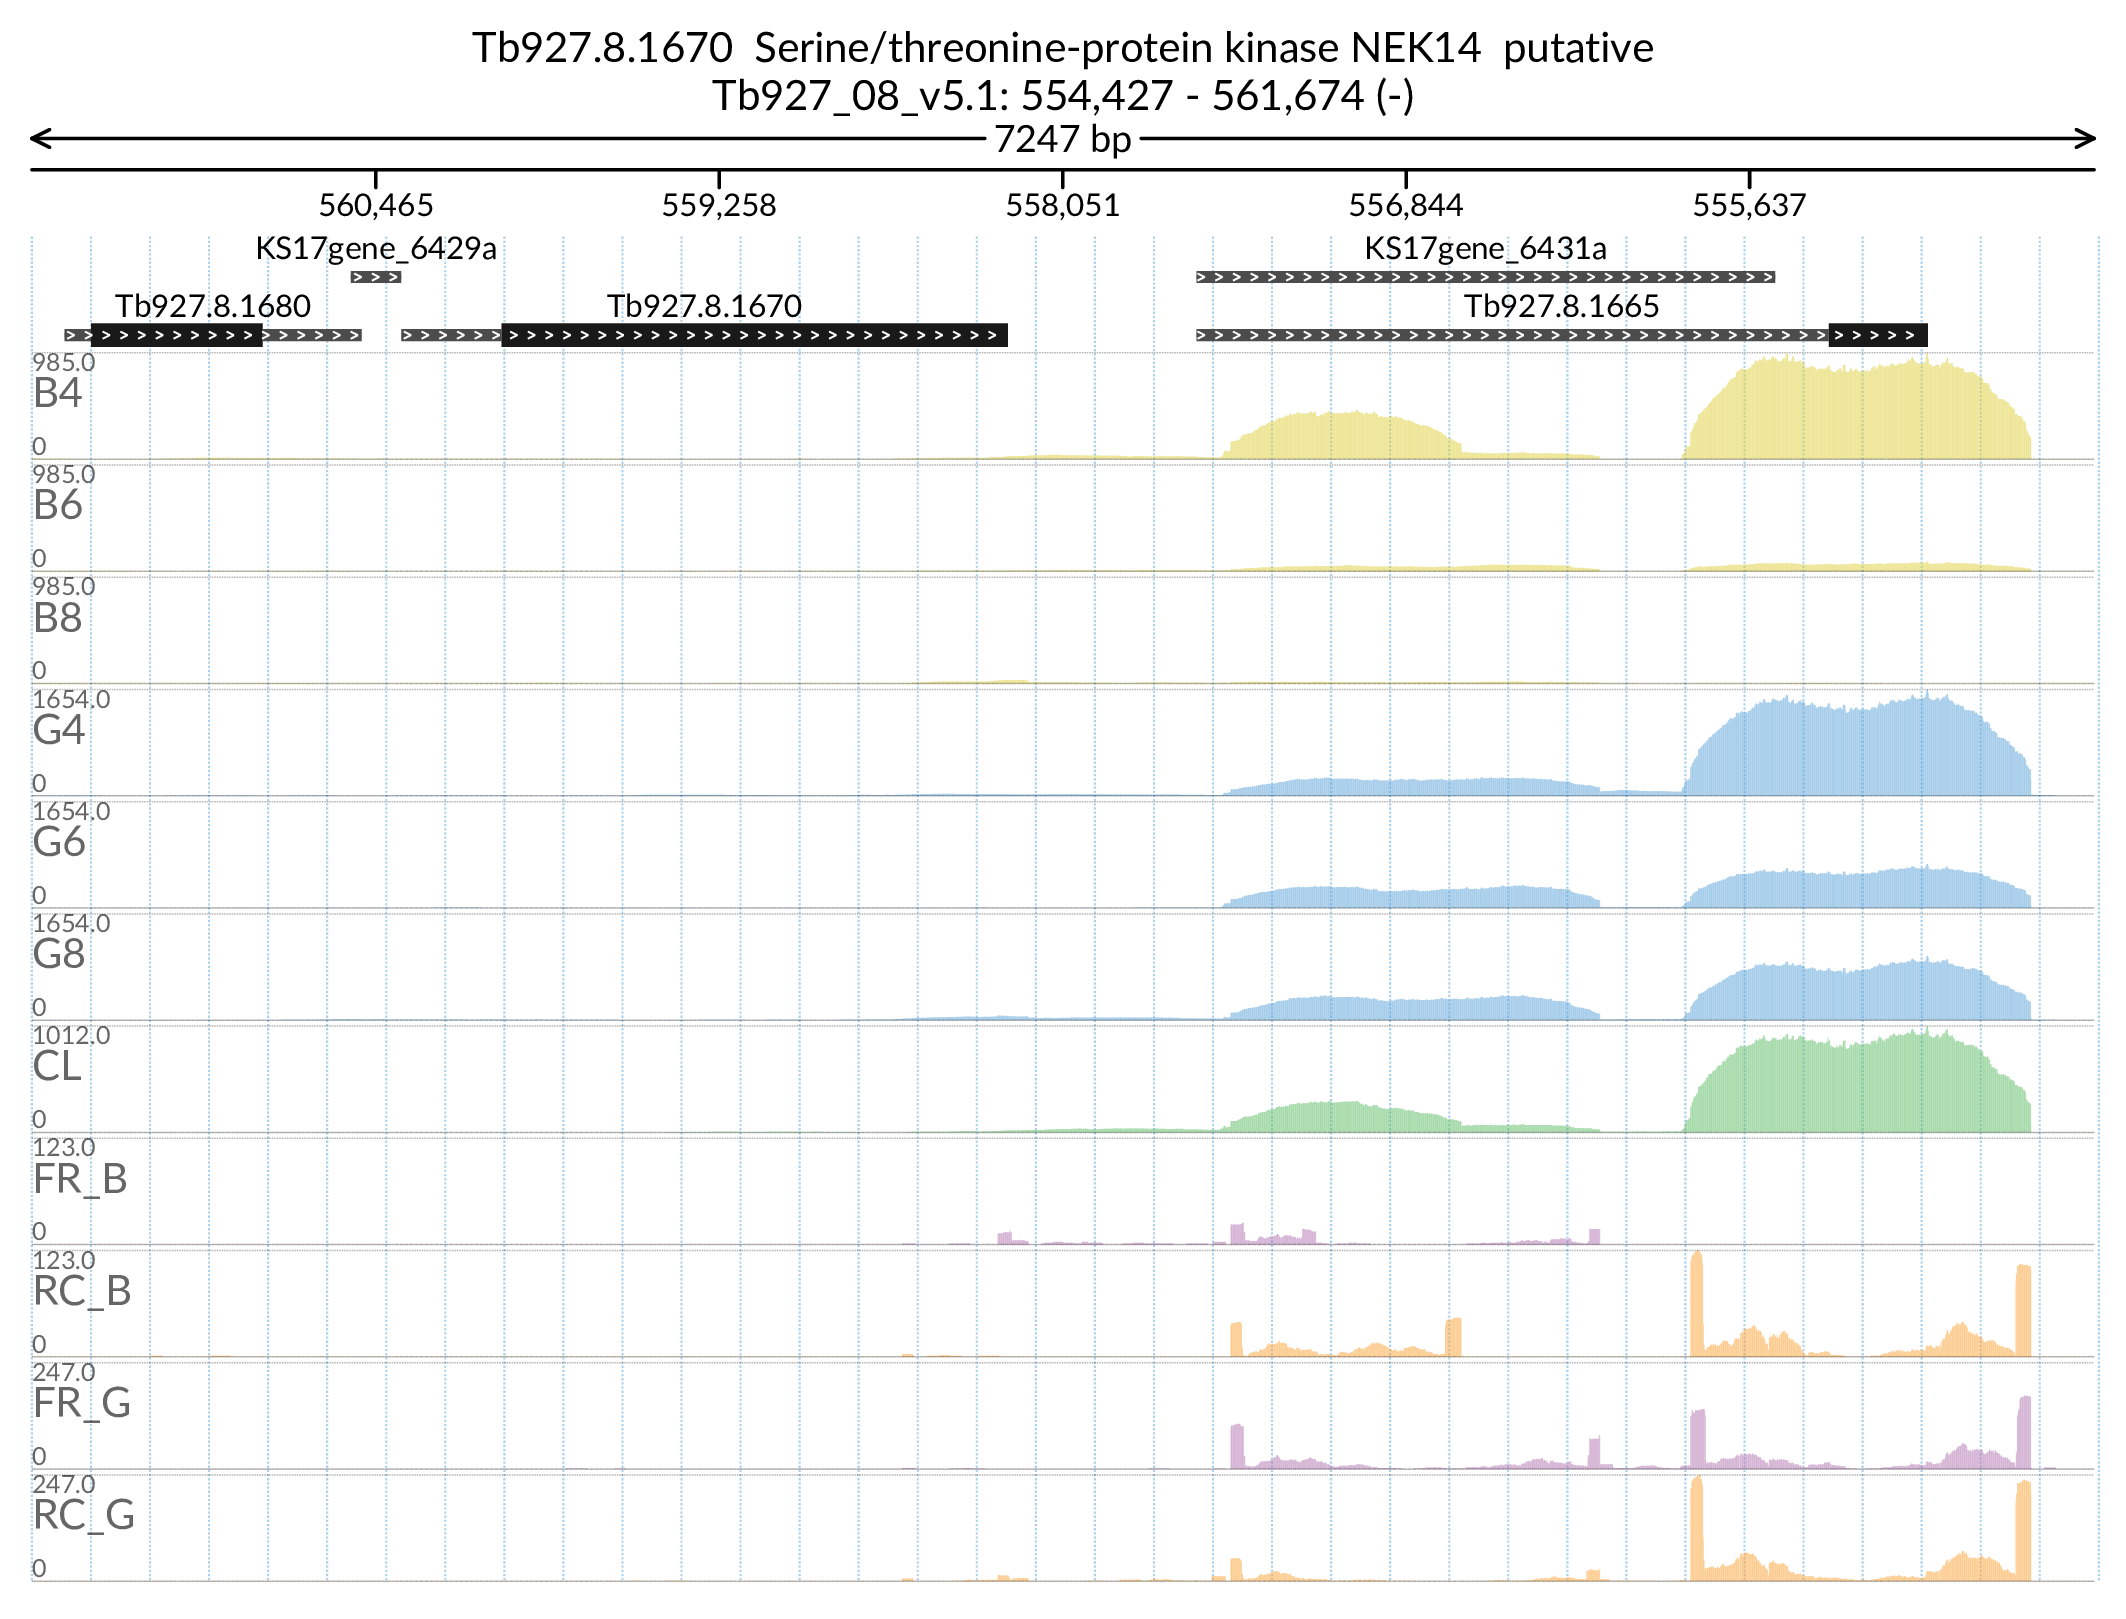 Tb927.8.1670 Serine/threonine-protein kinase NEK14 putative
Tb927_08_v5.1: 554,427 - 561,674 (-)
7247 bp
560,465 559,258 558,051 556,844 555,637
KS17gene_6429a KS17gene_6431a
Tb927.8.1680 Tb927.8.1670 Tb927.8.1665
985.0
B4
0
985.0
B6
0
985.0
B8
0
1654.0
G4
0
1654.0
G6
0
1654.0
G8
0
1012.0
CL
0
123.0
FR_B
0
123.0
RC_B
0
247.0
FR_G
0
247.0
RC_G
0